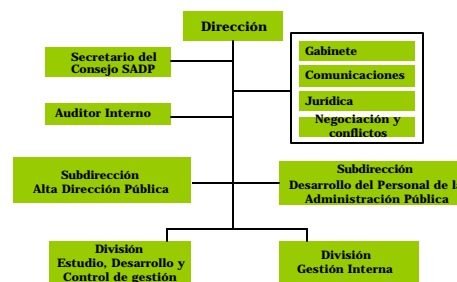 Dirección
Secretario del
Consejo SADP
Auditor Interno
Gabinete
Comunicaciones
Jurídica
Negociación y
conflictos
Subdirección
Alta Dirección Pública
Subdirección
Desarrollo del Personal de la
Administración Pública
División
Estudio, Desarrollo y
Control de gestión
División
Gestión Interna